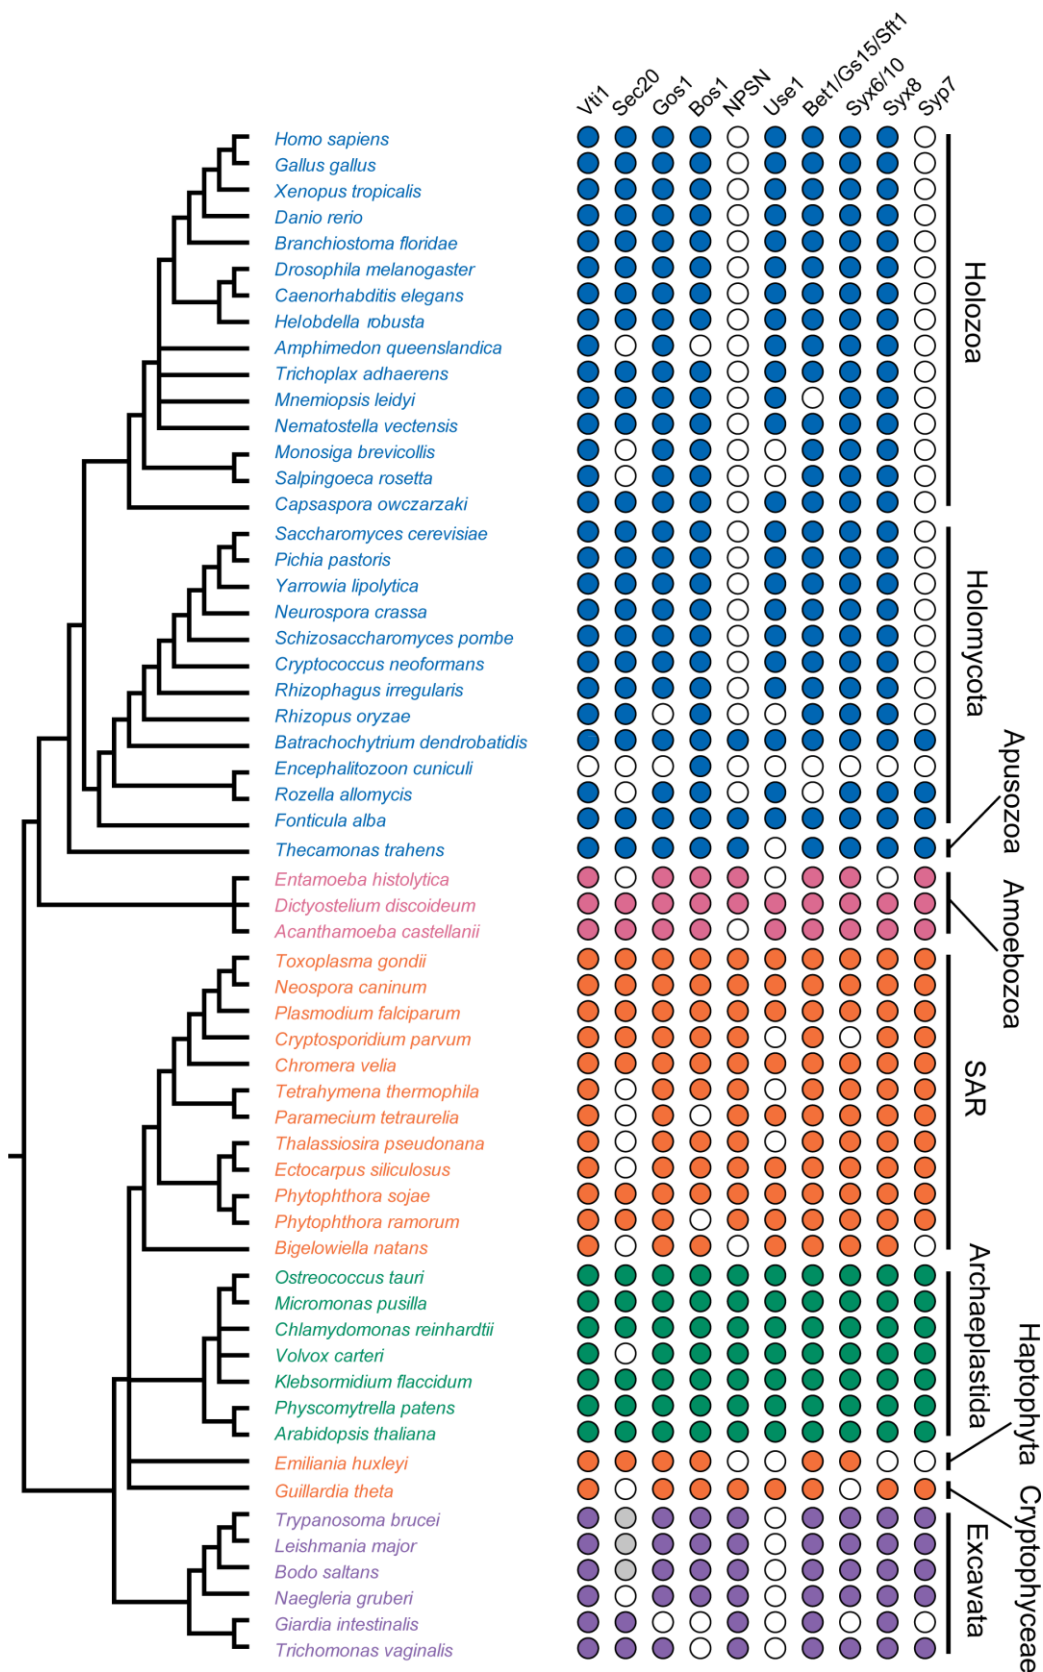 Vti1
Sec20
Gos1
Bos1
NPSN
Use1
Bet1/Gs15/Sft1
Syx6/10
Syx8
Syp7
Homo sapiens
Gallus gallus
Xenopus tropicalis
Danio rerio
Branchiostoma floridae
Drosophila melanogaster
Caenorhabditis elegans
Helobdella robusta
Amphimedon queenslandica
Trichoplax adhaerens
Mnemiopsis leidyi
Nematostella vectensis
Monosiga brevicollis
Salpingoeca rosetta
Capsaspora owczarzaki
Holozoa
Saccharomyces cerevisiae
Pichia pastoris
Yarrowia lipolytica
Neurospora crassa
Schizosaccharomyces pombe
Cryptococcus neoformans
Rhizophagus irregularis
Rhizopus oryzae
Batrachochytrium dendrobatidis
Encephalitozoon cuniculi
Rozella allomycis
Fonticula alba
Holomycota
Thecamonas trahens
Apusozoa
Entamoeba histolytica
Dictyostelium discoideum
Acanthamoeba castellanii
Amoebozoa
Toxoplasma gondii
Neospora caninum
Plasmodium falciparum
Cryptosporidium parvum
Chromera velia
Tetrahymena thermophila
Paramecium tetraurelia
Thalassiosira pseudonana
Ectocarpus siliculosus
Phytophthora sojae
Phytophthora ramorum
Bigelowiella natans
SAR
Ostreococcus tauri
Micromonas pusilla
Chlamydomonas reinhardtii
Volvox carteri
Klebsormidium flaccidum
Physcomytrella patens
Arabidopsis thaliana
Archaeplastida
Emiliania huxleyi
Haptophyta
Guillardia theta
Cryptophyceae
Trypanosoma brucei
Leishmania major
Bodo saltans
Naegleria gruberi
Giardia intestinalis
Trichomonas vaginalis
Excavata